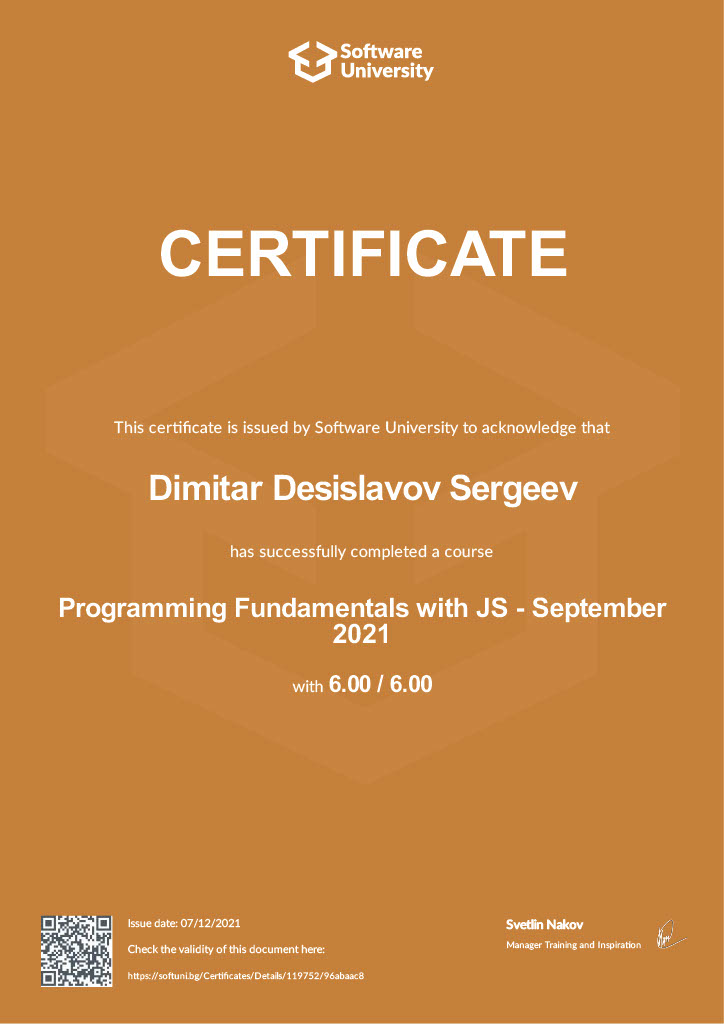 Software
University
CERTIFICATE
This certificate is issued by Software University to acknowledge that
Dimitar Desislavov Sergeev
has successfully completed a course
Programming Fundamentals with JS - September
2021
with 6.00 / 6.00
Issue date: 07/12/2021
Check the validity of this document here:
https://softuni.bg/Certificates/Details/119752/96abaac8
Svetlin Nakov
Manager Training and Inspiration